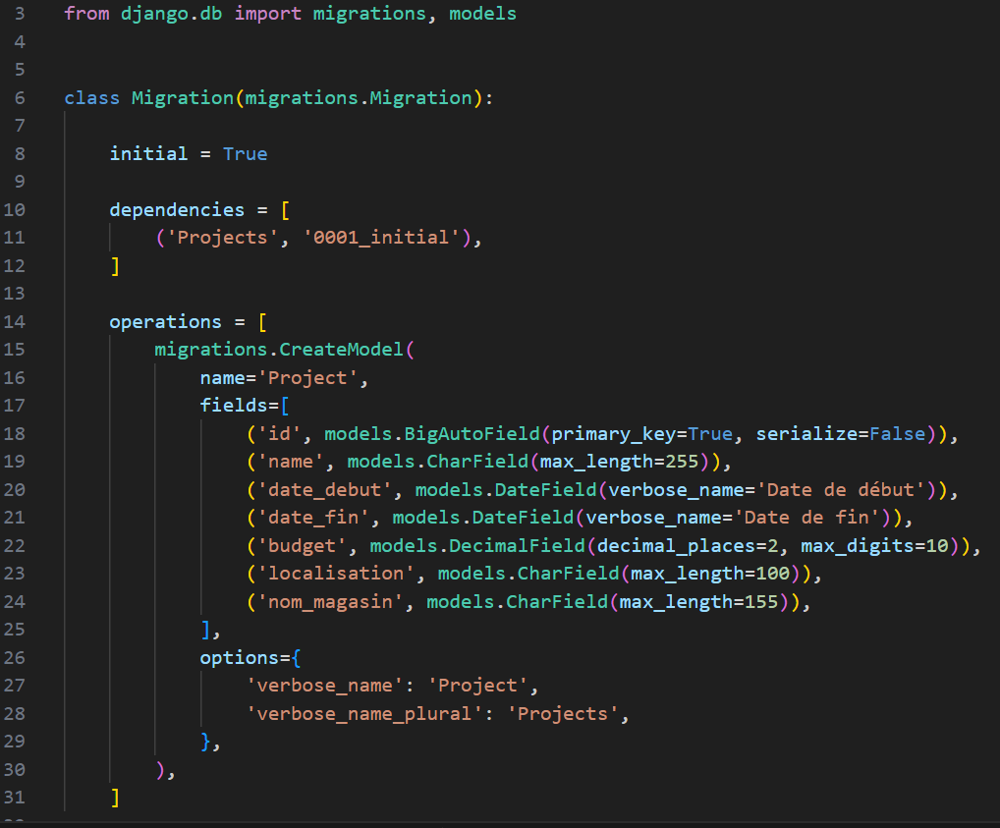 3 from django.db import migrations, models
4
5
6 class Migration(migrations.Migration):
7
8 initial = True
9
10 dependencies = [
11 ('Projects', '0001_initial'),
12 ]
13
14 operations = [
15 migrations.CreateModel(
16 name='Project',
17 fields=[
18 ('id', models.BigAutoField(primary_key=True, serialize=False)),
19 ('name', models.CharField(max_length=255)),
20 ('date_debut', models.DateField(verbose_name='Date de début')),
21 ('date_fin', models.DateField(verbose_name='Date de fin')),
22 ('budget', models.DecimalField(decimal_places=2, max_digits=10)),
23 ('localisation', models.CharField(max_length=100)),
24 ('nom_magasin', models.CharField(max_length=155)),
25 ],
26 options={
27 'verbose_name': 'Project',
28 'verbose_name_plural': 'Projects',
29 },
30 ),
31 ]